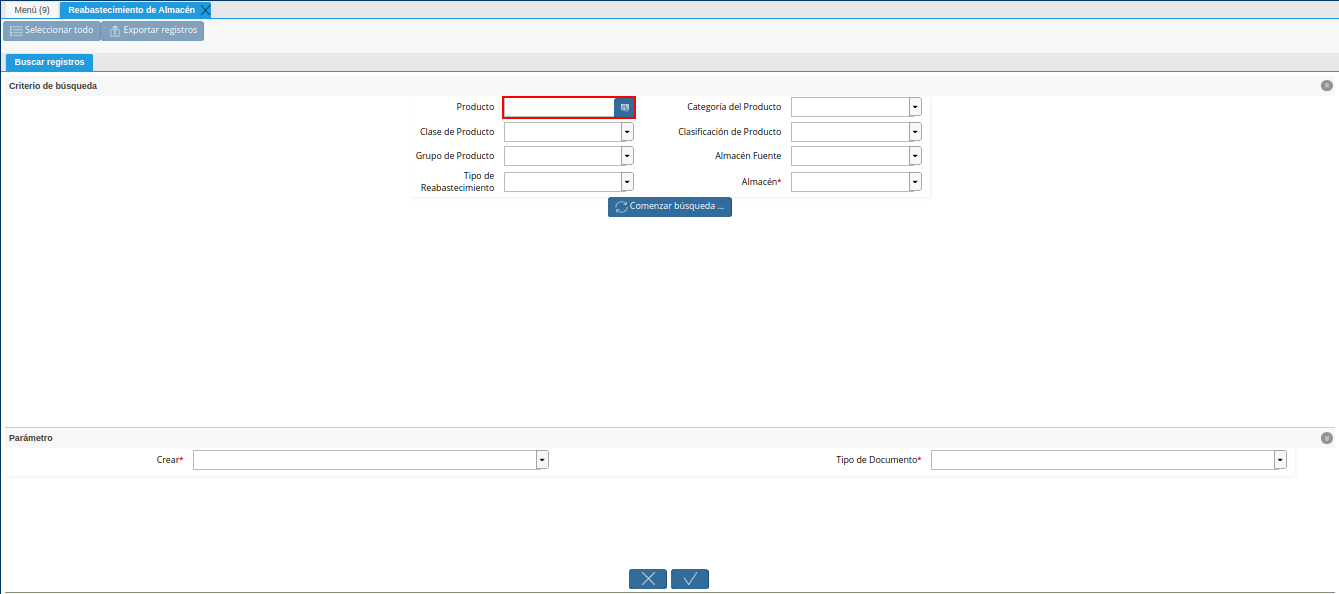 Menú (9) Reabastecimiento de Almacén
Seleccionar todo Exportar registros
Buscar registros
Criterio de búsqueda
Producto Categoría del Producto
Clase de Producto Clasificación de Producto
Grupo de Producto Almacén Fuente
Tipo de
Reabastecimiento Almacén*
Comenzar búsqueda ...
Parámetro
Crear* Tipo de Documento*